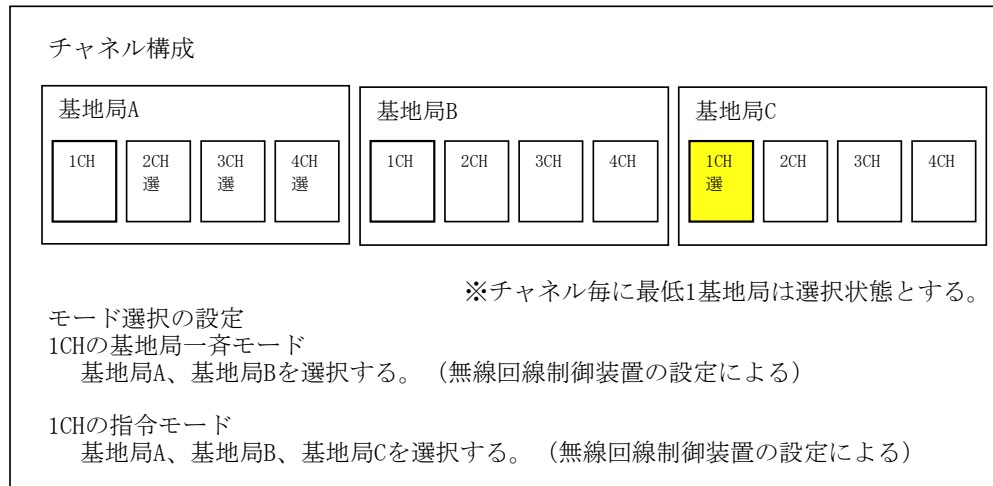 チャネル構成
基地局A
1CH
2CH
選
3CH
選
4CH
選
基地局B
1CH
2CH
3CH
4CH
基地局C
1CH
選
2CH
3CH
4CH
※チャネル毎に最低1基地局は選択状態とする。
モード選択の設定
1CHの基地局一斉モード
基地局A、基地局Bを選択する。（無線回線制御装置の設定による）
1CHの指令モード
基地局A、基地局B、基地局Cを選択する。（無線回線制御装置の設定による）